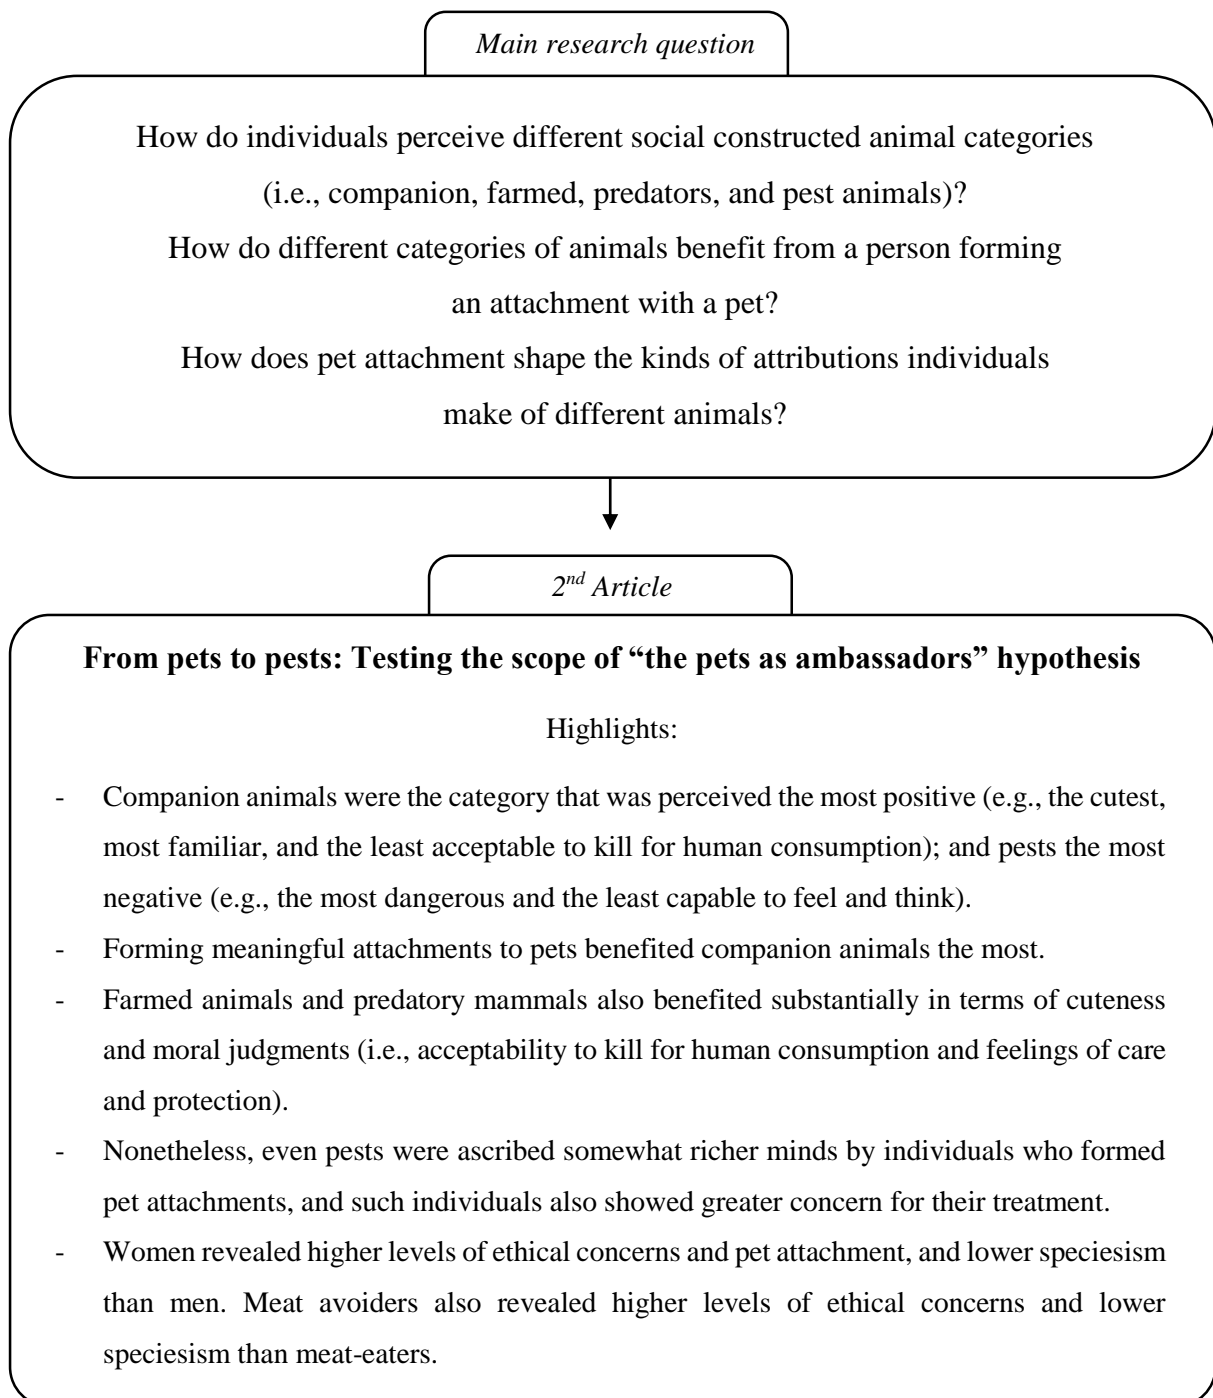 Main research question
How do individuals perceive different social constructed animal categories
(i.e., companion, farmed, predators, and pest animals)?
How do different categories of animals benefit from a person forming
an attachment with a pet?
How does pet attachment shape the kinds of attributions individuals
make of different animals?
2nd Article
From pets to pests: Testing the scope of “the pets as ambassadors” hypothesis
Highlights:
- Companion animals were the category that was perceived the most positive (e.g., the cutest,
most familiar, and the least acceptable to kill for human consumption); and pests the most
negative (e.g., the most dangerous and the least capable to feel and think).
- Forming meaningful attachments to pets benefited companion animals the most.
- Farmed animals and predatory mammals also benefited substantially in terms of cuteness
and moral judgments (i.e., acceptability to kill for human consumption and feelings of care
and protection).
- Nonetheless, even pests were ascribed somewhat richer minds by individuals who formed
pet attachments, and such individuals also showed greater concern for their treatment.
- Women revealed higher levels of ethical concerns and pet attachment, and lower speciesism
than men. Meat avoiders also revealed higher levels of ethical concerns and lower
speciesism than meat-eaters.